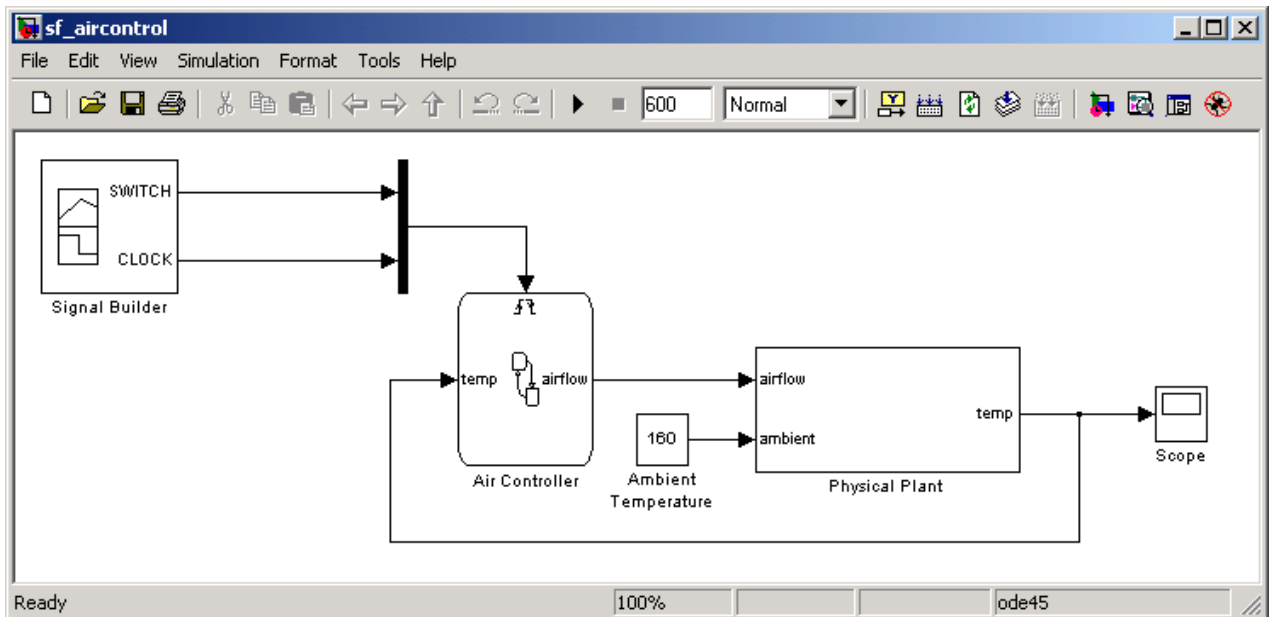 sf_aircontrol
File Edit View Simulation Format Tools Help
600 Normal
SWITCH
CLOCK
Signal Builder
temp airflow
Air Controller
160
Ambient
Temperature
airflow
ambient
temp
Physical Plant
Scope
Ready 100% ode45